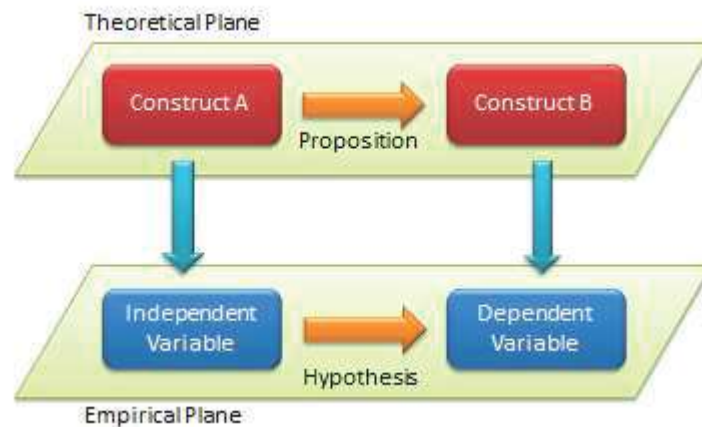 Theoretical Plane
Construct A
Construct B
Proposition
Independent
Variable
Dependent
Variable
Hypothesis
Empirical Plane